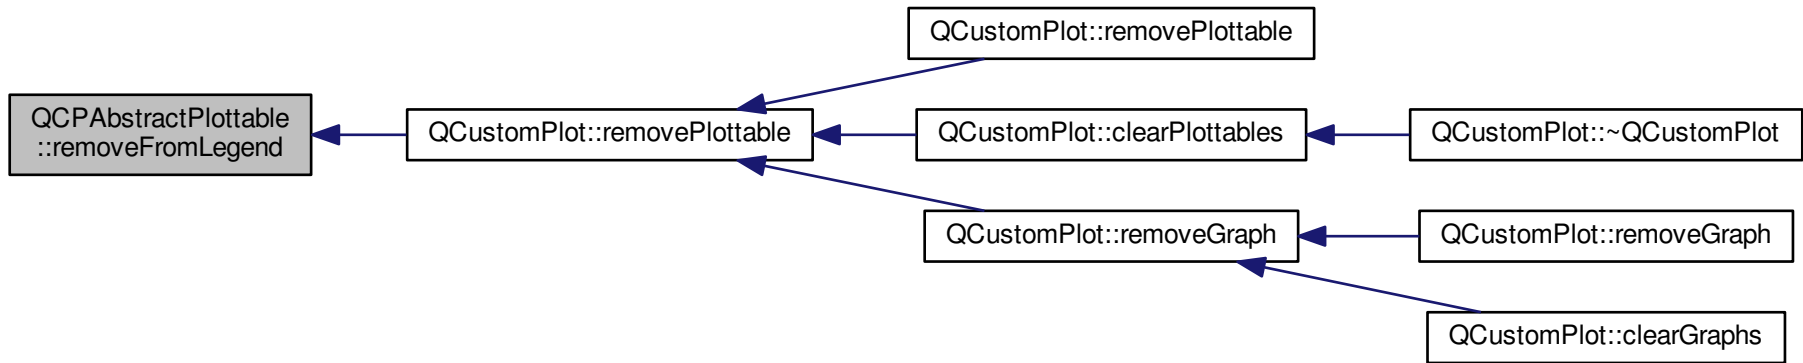 QCustomPlot::removePlottable
QCPAbstractPlottable
::removeFromLegend
QCustomPlot::removePlottable
QCustomPlot::clearPlottables
QCustomPlot::~QCustomPlot
QCustomPlot::removeGraph
QCustomPlot::removeGraph
QCustomPlot::clearGraphs